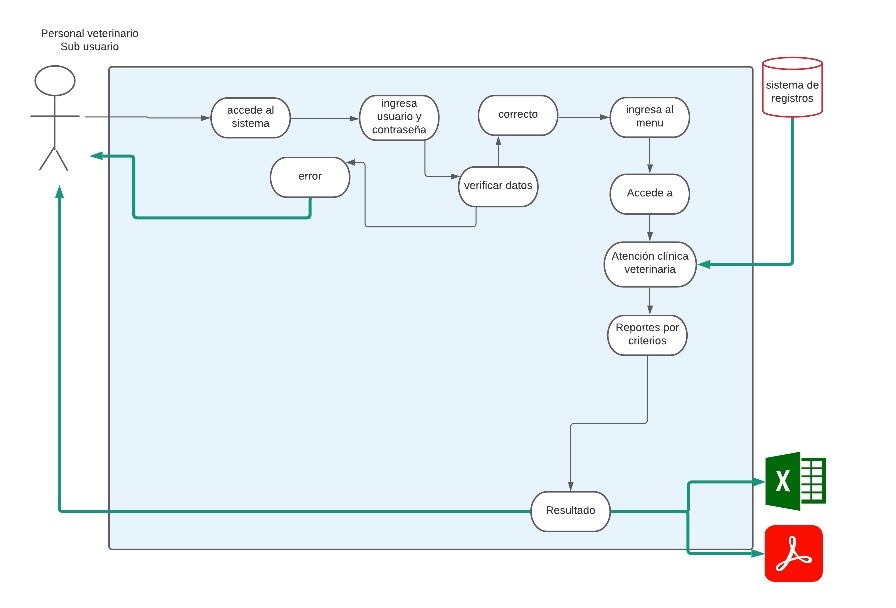 Personal veterinario
Sub usuario
accede al
sistema
ingresa
usuario y
contraseña
correcto
ingresa al
menu
sistema de
registros
error
verificar datos
Accede a
Atención clínica
veterinaria
Reportes por
criterios
Resultado
X